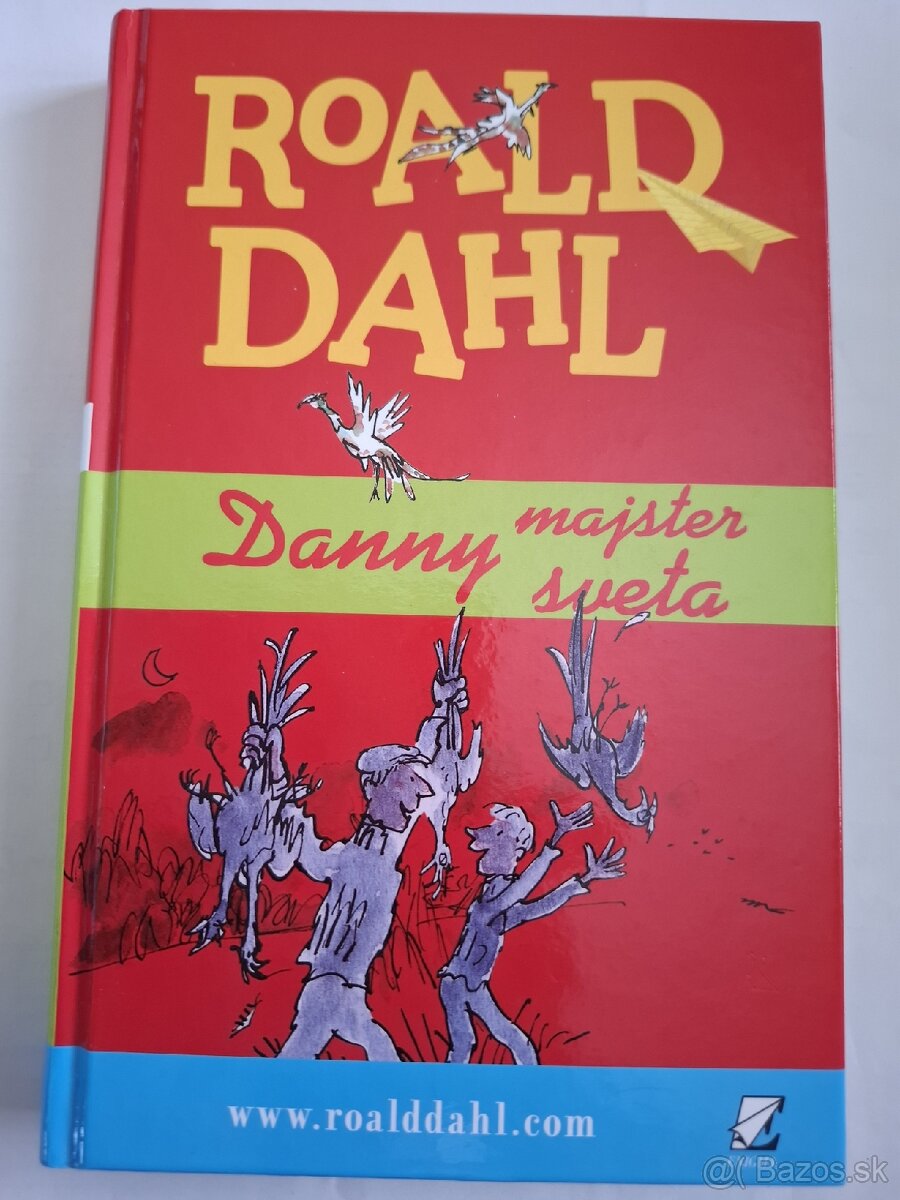 ROALD
DAHL
Danny majster
sveta
www.roalddahl.com
@( Bazos.sk